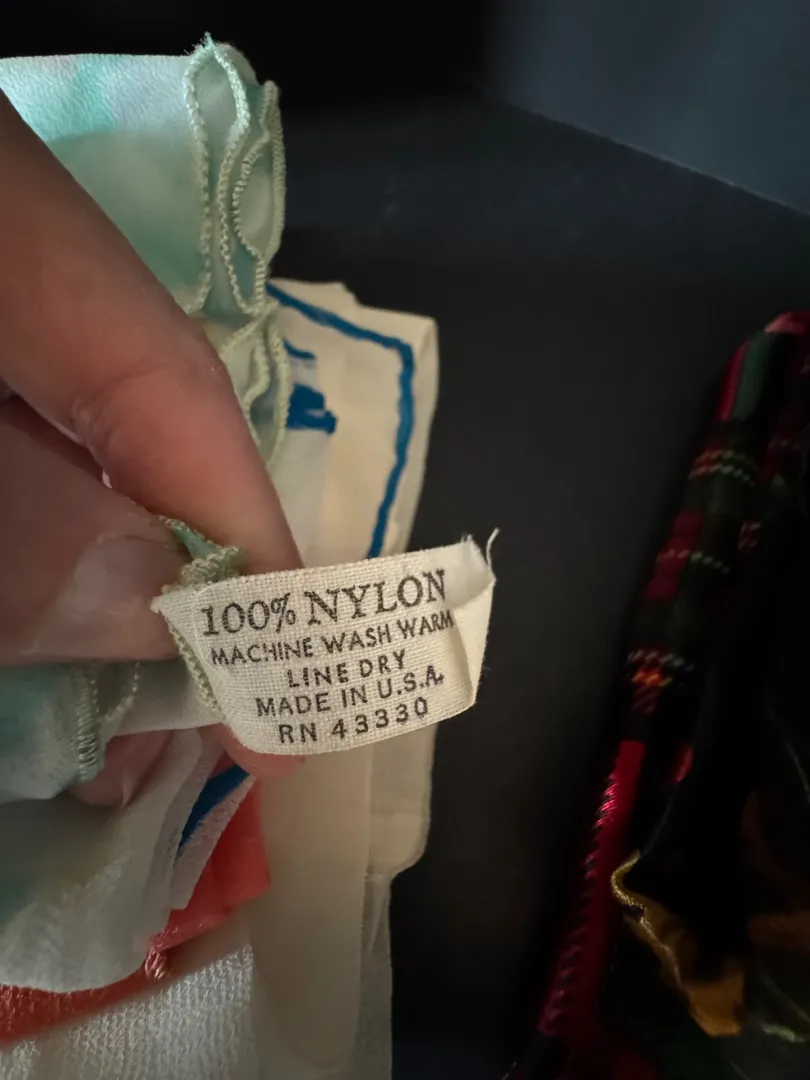 100% NYLON
MACHINE WASH WARM
LINE DRY
MADE IN U.S.A.
RN 43330